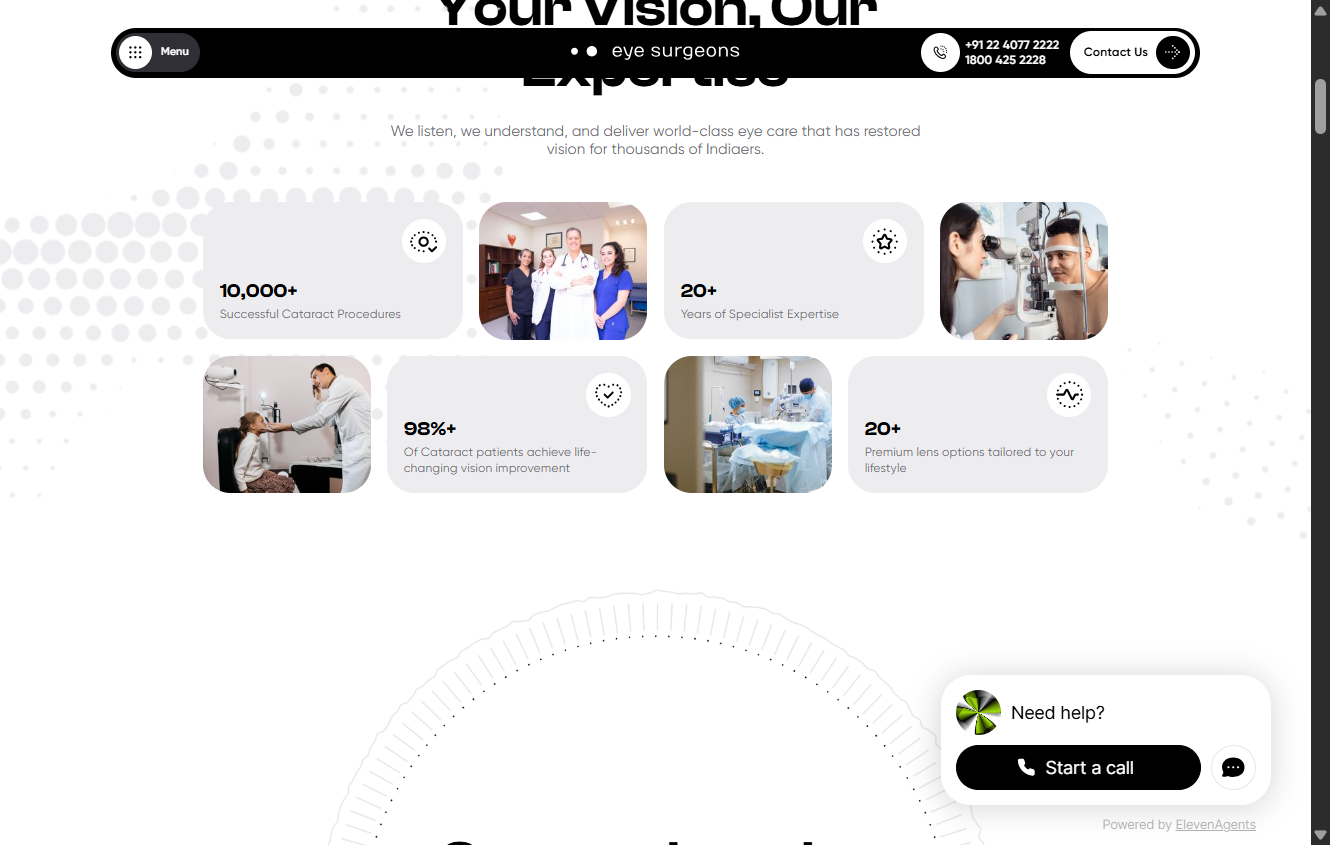 Your Vision, Our
Menu
eye surgeons
+91 22 4077 2222
1800 425 2228
Contact Us
Expertise
We listen, we understand, and deliver world-class eye care that has restored
vision for thousands of Indiaers.
10,000+
Successful Cataract Procedures
20+
Years of Specialist Expertise
98%+
Of Cataract patients achieve life-
changing vision improvement
20+
Premium lens options tailored to your
lifestyle
Need help?
Start a call
Powered by ElevenAgents